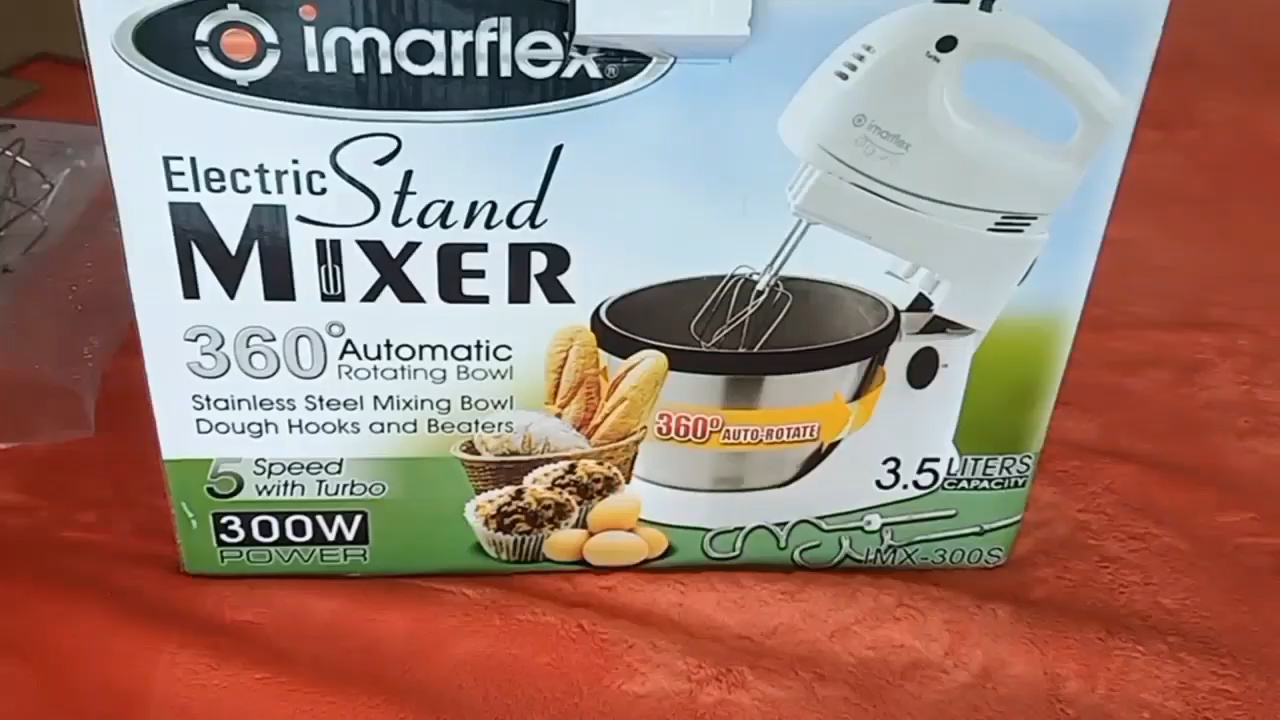 imarflex®
Electric Stand
MIXER
360° Automatic
Rotating Bowl
Stainless Steel Mixing Bowl
Dough Hooks and Beaters
5 Speed
with Turbo
300W
POWER
Turbo
imarflex
360° AUTO-ROTATE
3.5 LITERS
CAPACITY
IMX-300S